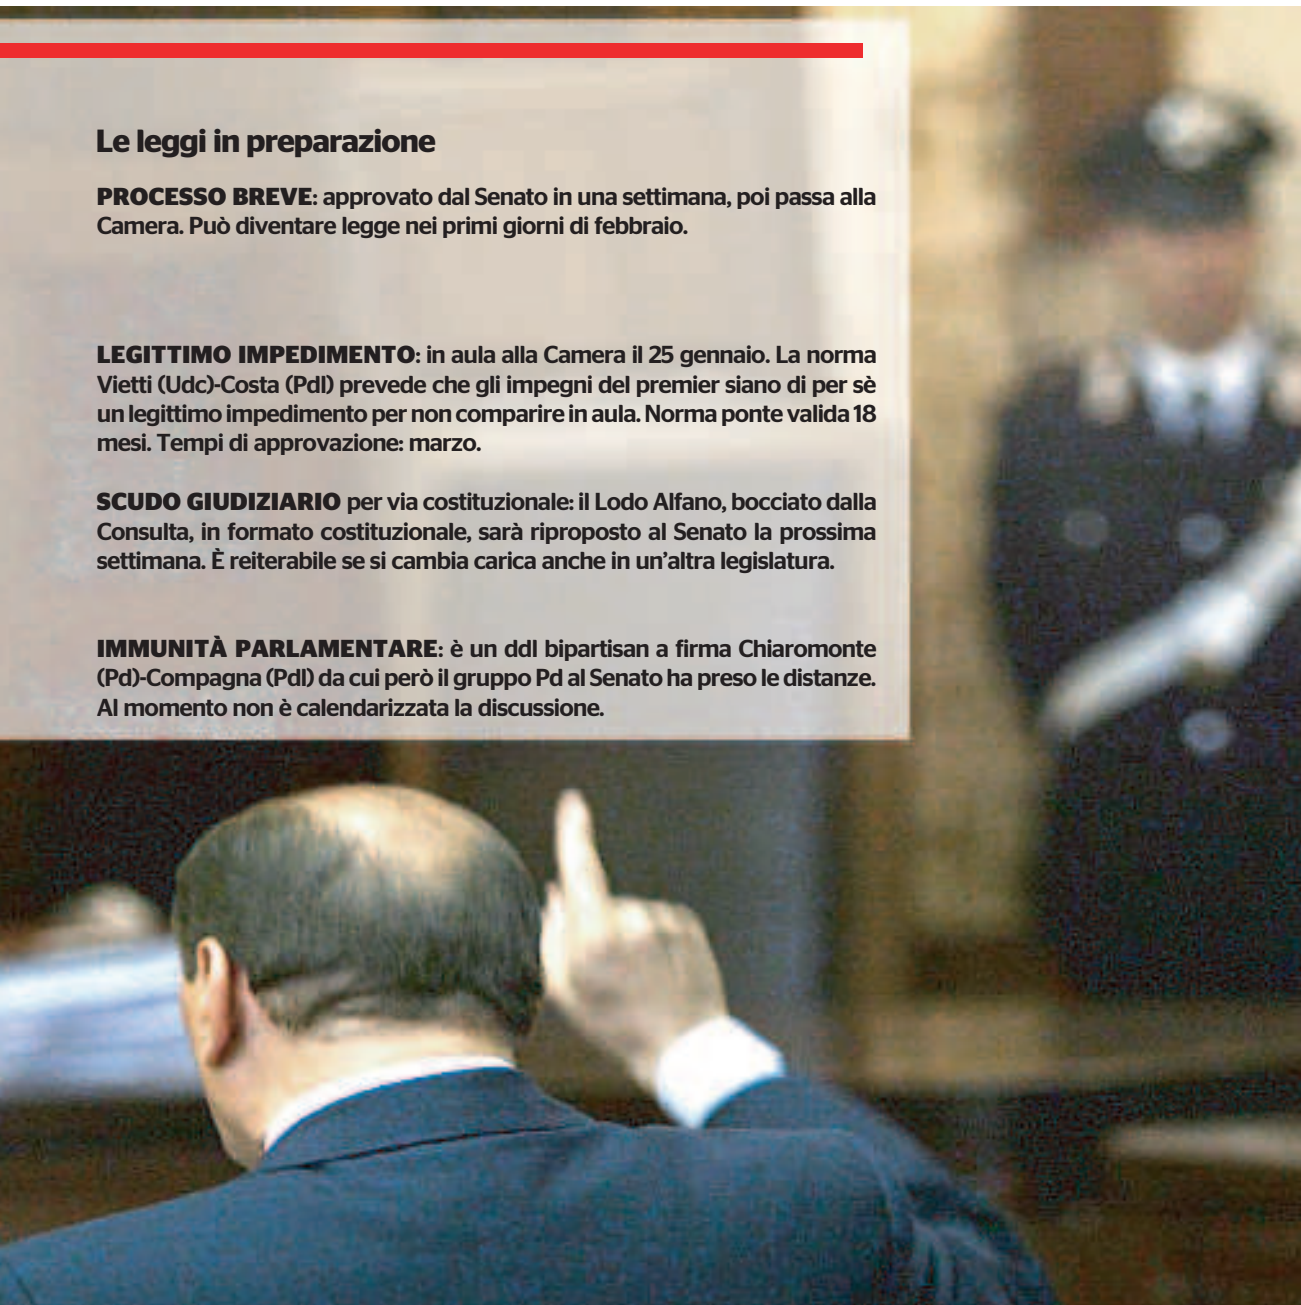 Le leggi in preparazione
PROCESSO BREVE: approvato dal Senato in una settimana, poi passa alla
Camera. Può diventare legge nei primi giorni di febbraio.
LEGITTIMO IMPEDIMENTO: in aula alla Camera il 25 gennaio. La norma
Vietti (Udc)-Costa (Pdl) prevede che gli impegni del premier siano di per sè
un legittimo impedimento per non comparire in aula. Norma ponte valida 18
mesi. Tempi di approvazione: marzo.
SCUDO GIUDIZIARIO per via costituzionale: il Lodo Alfano, bocciato dalla
Consulta, in formato costituzionale, sarà riproposto al Senato la prossima
settimana. È reiterabile se si cambia carica anche in un'altra legislatura.
IMMUNITÀ PARLAMENTARE: è un ddl bipartisan a firma Chiaromonte
(Pd)-Compagna (Pdl) da cui però il gruppo Pd al Senato ha preso le distanze.
Al momento non è calendarizzata la discussione.